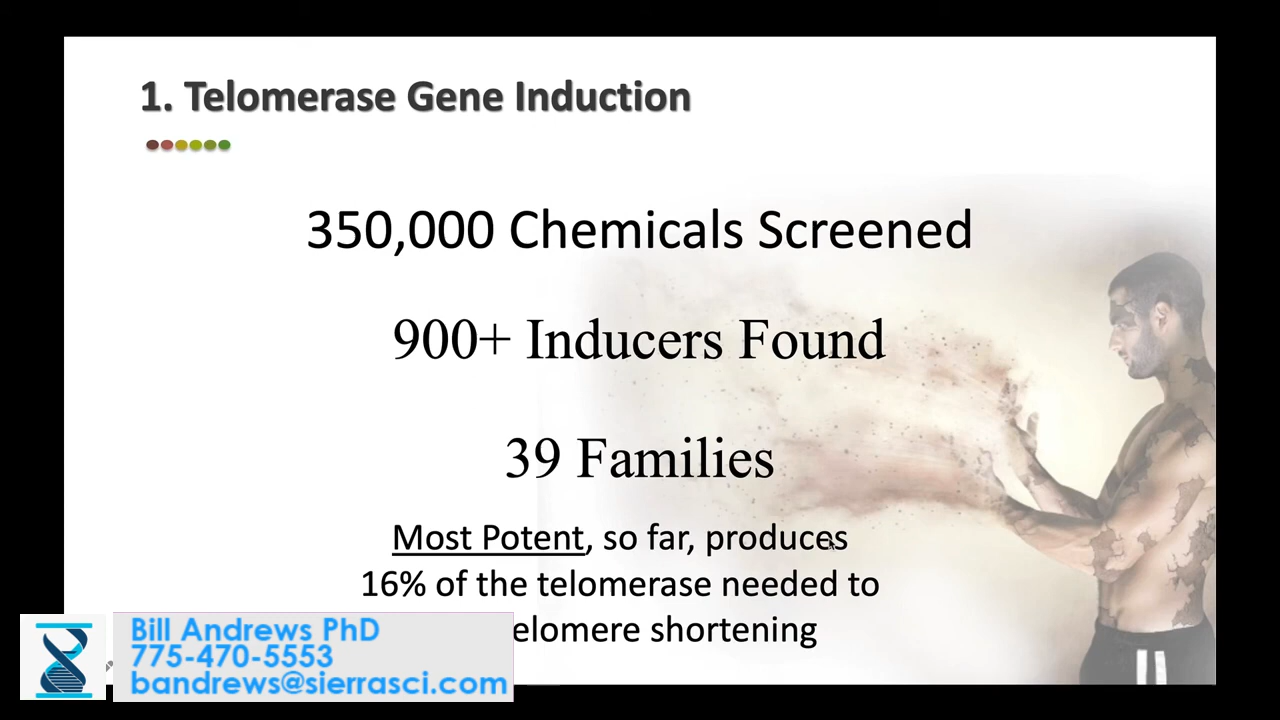 1. Telomerase Gene Induction
350,000 Chemicals Screened
900+ Inducers Found
39 Families
Most Potent, so far, produces
16% of the telomerase needed to
elomere shortening
Bill Andrews PhD
775-470-5553
bandrews@sierrasci.com